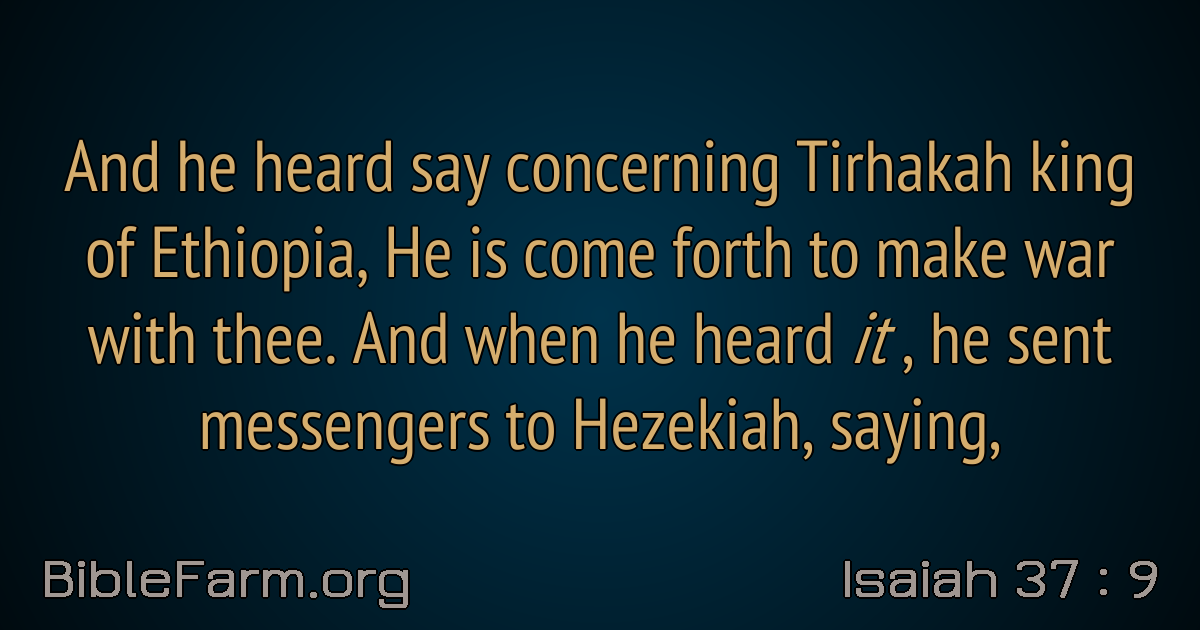 And he heard say concerning Tirhakah king
of Ethiopia, He is come forth to make war
with thee. And when he heard it , he sent
messengers to Hezekiah, saying,
BibleFarm.org
Isaiah 37 : 9